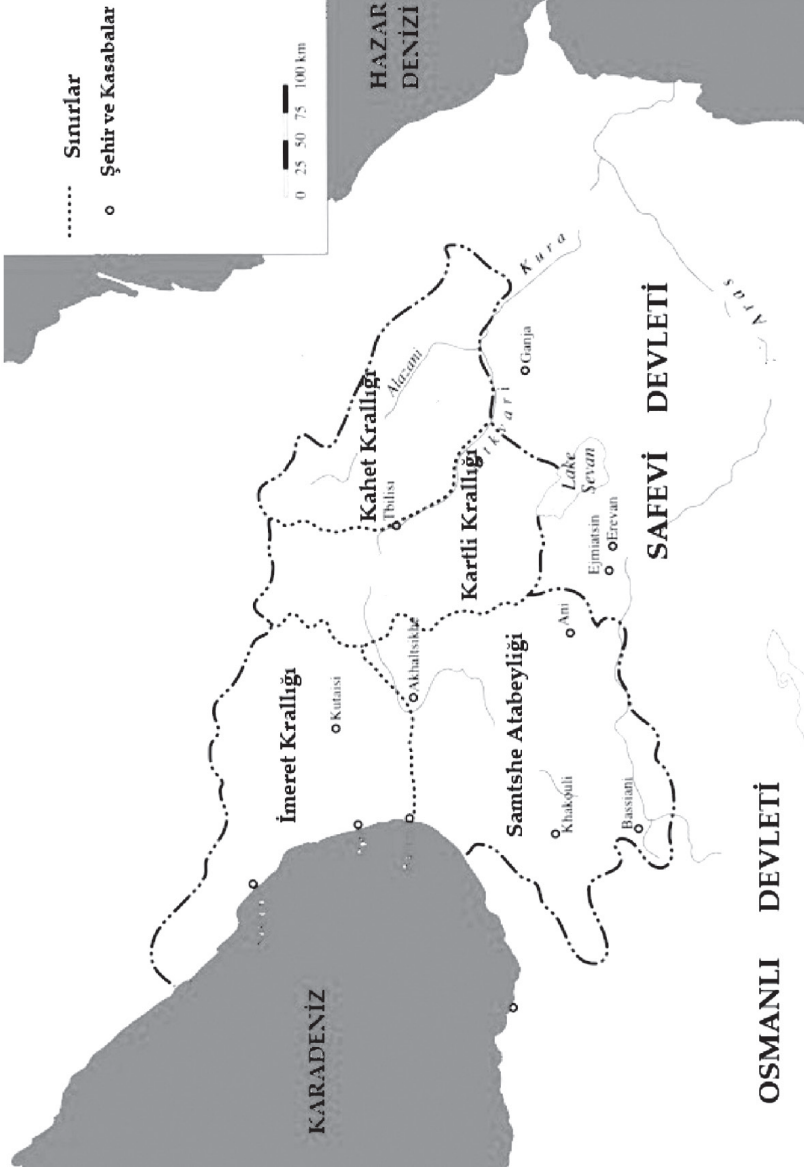 Sınırlar
Şehir ve Kasabalar
0 25 50 75 100 km
HAZAR
DENİZİ
KARADENİZ
İmeret Krallığı
Kutaisi
Akhaltsikhe
Samtshe Atabeyliği
Khakouli
Bassiani
Ani
Kahet Krallığı
Alazani
Tbilisi
Kartli Krallığı
Kura
Ganja
Lake
Sevan
Ejmiatsin
Erevan
Aras
SAFEVİ DEVLETİ
OSMANLI DEVLETİ